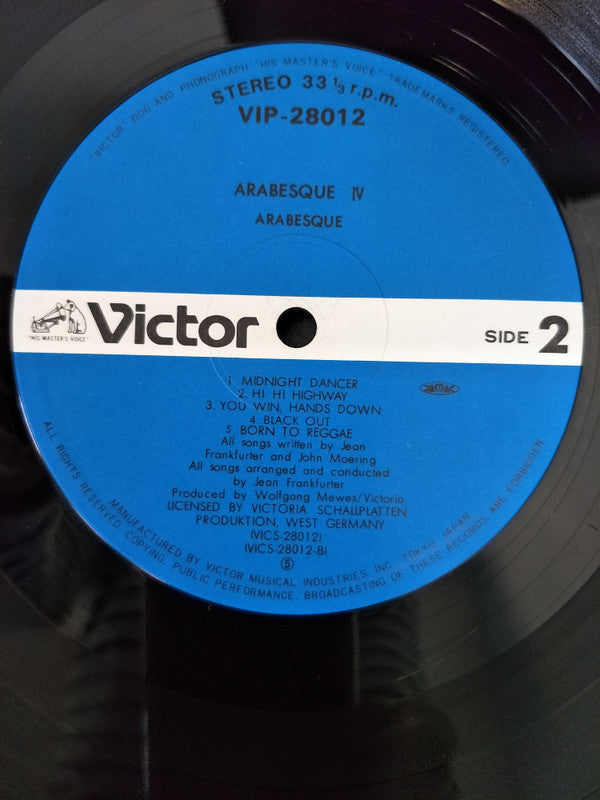 "VICTOR, DOG AND PHONOGRAPH "HIS MASTER'S VOICE" TRADEMARKS REGISTERED
STEREO 33 1/3 r.p.m.
VIP-28012
ARABESQUE IV
ARABESQUE
"HIS MASTER'S VOICE"
Victor
SIDE 2
1. MIDNIGHT DANCER
2. HI HI HIGHWAY
3. YOU WIN, HANDS DOWN
4. BLACK OUT
5. BORN TO REGGAE
JASRAC
All songs written by Jean
Frankfurter and John Moering
All songs arranged and conducted
by Jean Frankfurter
Produced by Wolfgang Mewes/Victoria
LICENSED BY VICTORIA SCHALLPLATTEN
PRODUKTION, WEST GERMANY
(VICS-28012)
(VICS-28012-B)
Ⓢ
MANUFACTURED BY VICTOR MUSICAL INDUSTRIES, INC. TOKYO, JAPAN
ALL RIGHTS RESERVED. COPYING, PUBLIC PERFORMANCE, BROADCASTING OF THESE RECORDS ARE FORBIDDEN